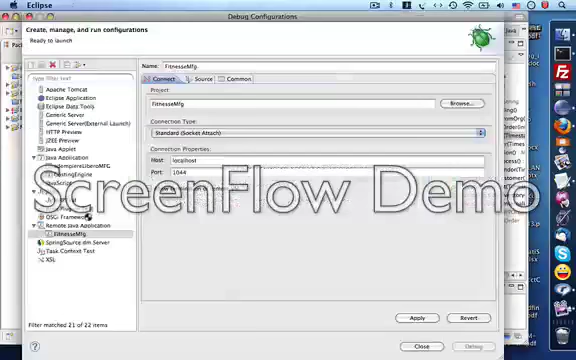 Eclipse
Debug Configurations
Create, manage, and run configurations
Ready to launch
Name: FitnesseMfg
type filter text
Connect
Source
Common
Apache Tomcat
Eclipse Application
Eclipse Data Tools
Generic Server
Generic Server(External Launch)
HTTP Preview
J2EE Preview
Java Applet
Java Application
Remote Java Application
FitnesseMfg
SpringSource dm Server
Task Context Test
XSL
Project:
FitnesseMfg
Browse...
Connection Type:
Standard (Socket Attach)
Connection Properties:
Host: localhost
Port: 1044
ScreenFlow Demo
Apply
Revert
Filter matched 21 of 22 items
Close
Debug